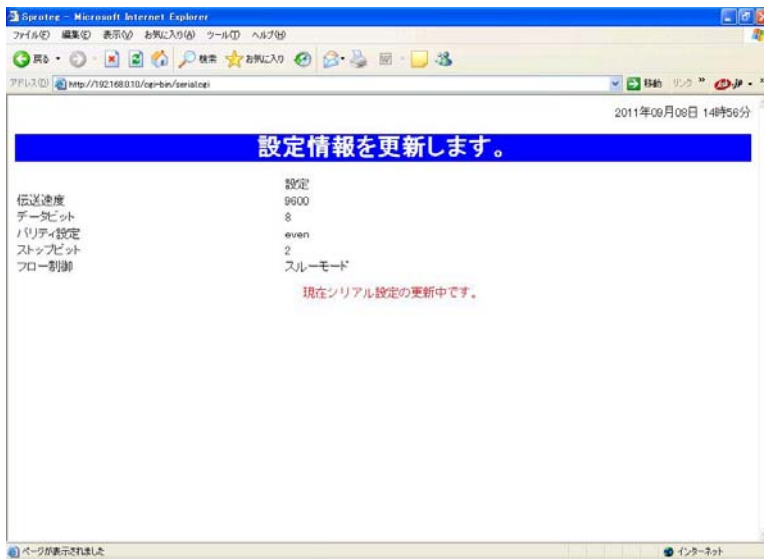 Sprotec - Microsoft Internet Explorer
ファイル(F) 編集(E) 表示(V) お気に入り(A) ツール(T) ヘルプ(H)
戻る 検索 お気に入り
アドレス(D) http://192.168.0.10/cgi-bin/serial.cgi 移動 リンク
2011年09月08日 14時56分
設定情報を更新します。
設定
伝送速度 9600
データビット 8
パリティ設定 even
ストップビット 2
フロー制御 スルーモード
現在シリアル設定の更新中です。
ページが表示されました インターネット